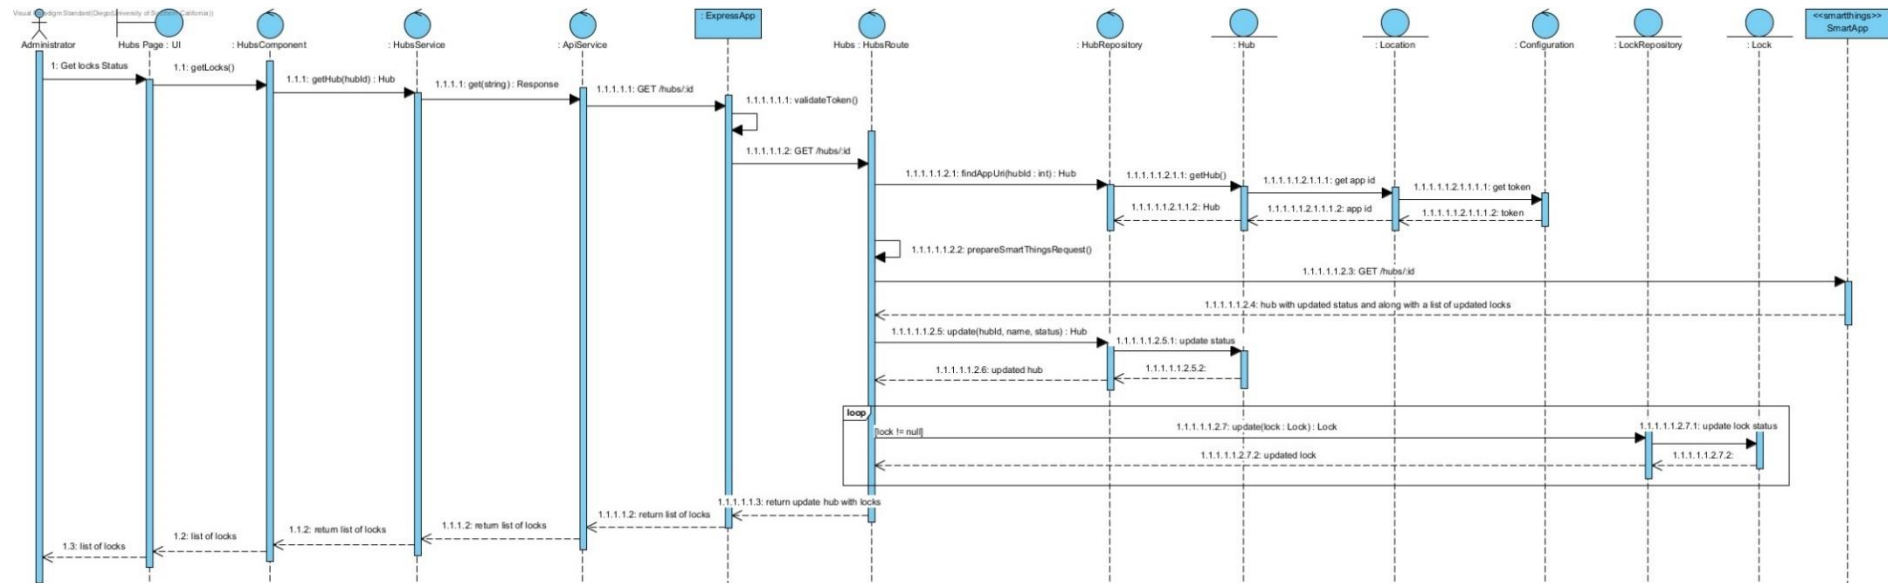 Visual Paradigm Standard(Diego(University of Southern California))
Administrator
Hubs Page : UI
: HubsComponent
: HubsService
: ApiService
: ExpressApp
Hubs : HubsRoute
: HubRepository
: Hub
: Location
: Configuration
: LockRepository
: Lock
<<smartthings>>
SmartApp
1: Get locks Status
1.1: getLocks()
1.1.1: getHub(hubId) : Hub
1.1.1.1: get(string) : Response
1.1.1.1.1: GET /hubs/:id
1.1.1.1.1.1: validateToken()
1.1.1.1.1.2: GET /hubs/:id
1.1.1.1.1.2.1: findAppUri(hubId : int) : Hub
1.1.1.1.1.2.1.1: getHub()
1.1.1.1.1.2.1.1.1: get app id
1.1.1.1.1.2.1.1.1.1: get token
1.1.1.1.1.2.1.1.2: Hub
1.1.1.1.1.2.1.1.1.2: app id
1.1.1.1.1.2.1.1.1.2: token
1.1.1.1.1.2.2: prepareSmartThingsRequest()
1.1.1.1.1.2.3: GET /hubs/:id
1.1.1.1.1.2.4: hub with updated status and along with a list of updated locks
1.1.1.1.1.2.5: update(hubId, name, status) : Hub
1.1.1.1.1.2.5.1: update status
1.1.1.1.1.2.6: updated hub
1.1.1.1.1.2.5.2:
loop
[lock != null]
1.1.1.1.1.2.7: update(lock : Lock) : Lock
1.1.1.1.1.2.7.1: update lock status
1.1.1.1.1.2.7.2: updated lock
1.1.1.1.1.2.7.2:
1.1.1.1.1.3: return update hub with locks
1.1.1.1.2: return list of locks
1.1.1.2: return list of locks
1.1.2: return list of locks
1.2: list of locks
1.3: list of locks